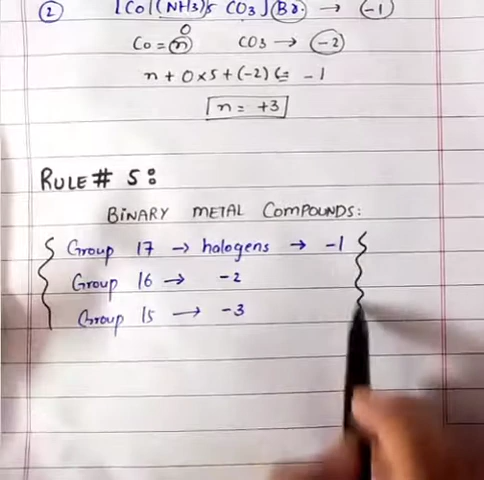 ② [Co(NH3)5 CO3] Br → -1
0
Co = n CO3 → -2
n + 0×5 + (-2) = -1
n = +3
RULE # 5:
BINARY METAL COMPOUNDS:
Group 17 → halogens → -1
Group 16 → -2
Group 15 → -3